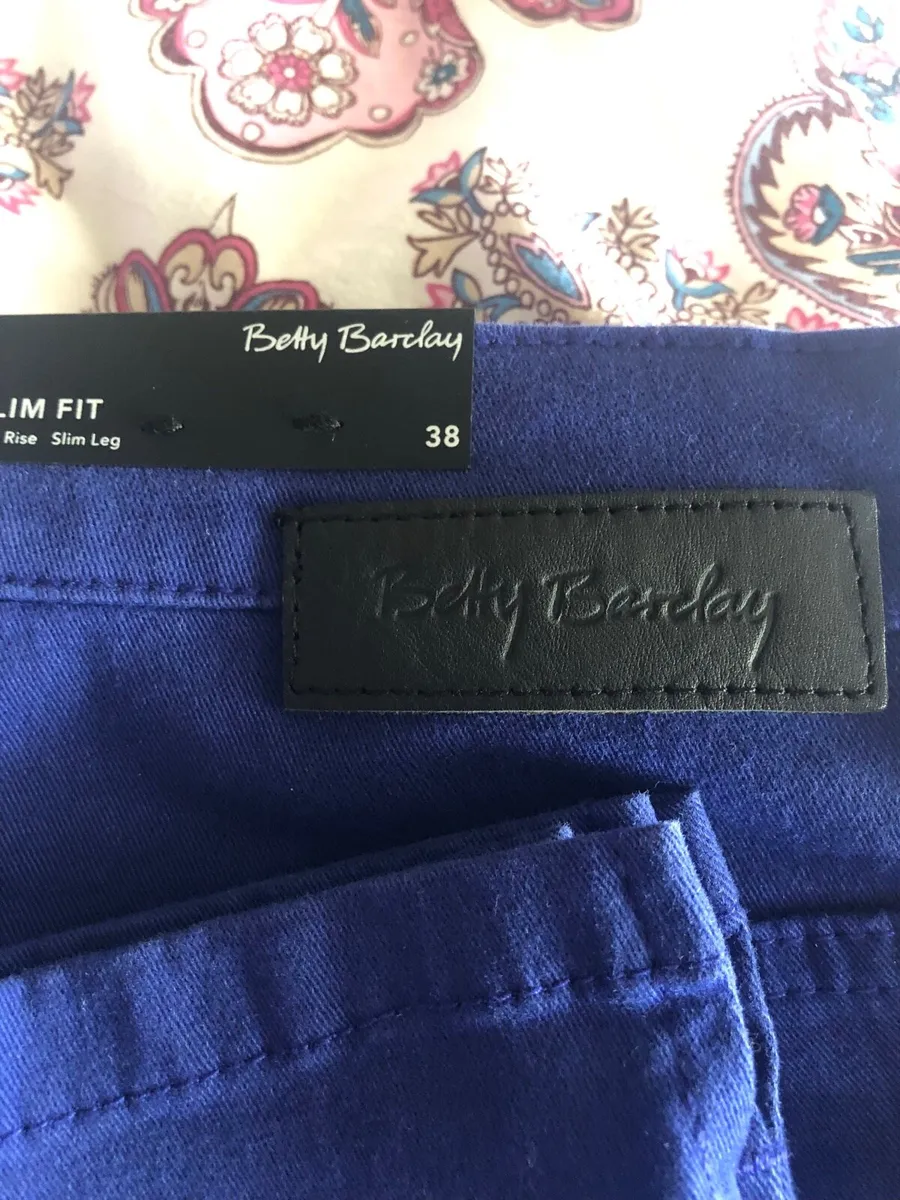 Betty Barclay
LIM FIT
Rise Slim Leg
38
Betty Barclay